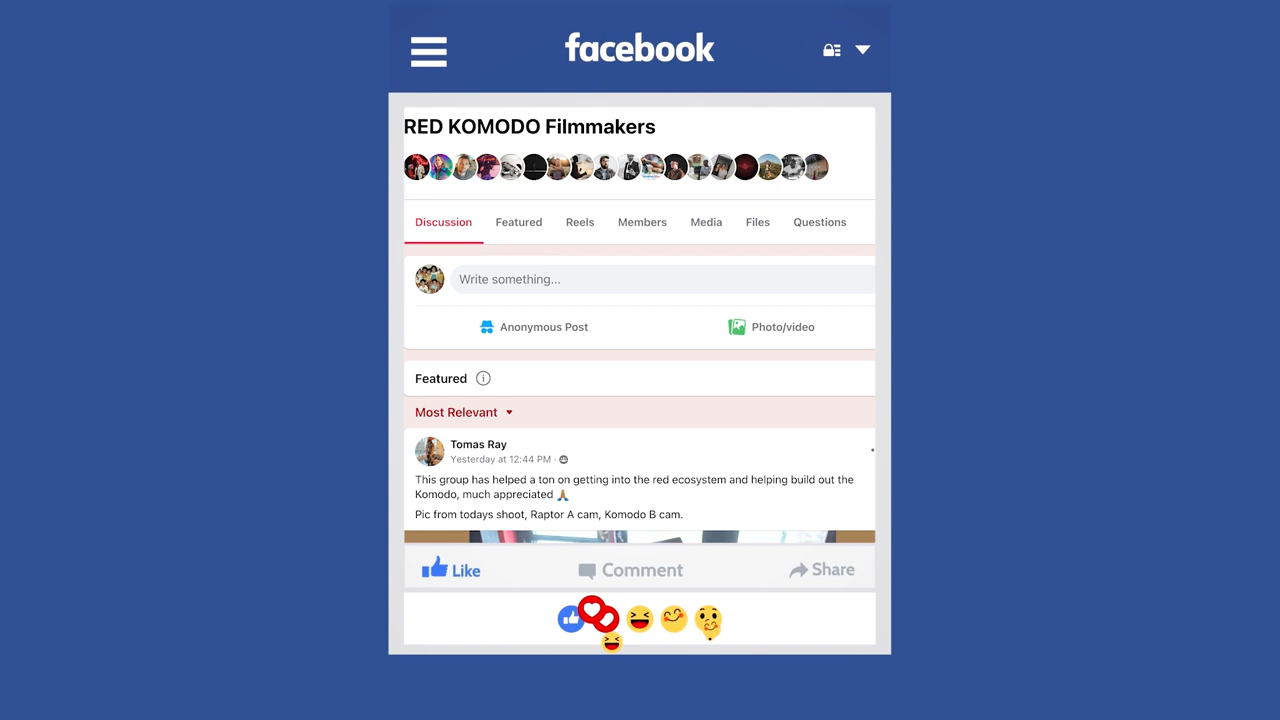 facebook
RED KOMODO Filmmakers
Discussion Featured Reels Members Media Files Questions
Write something...
Anonymous Post Photo/video
Featured
Most Relevant
Tomas Ray
Yesterday at 12:44 PM ·
This group has helped a ton on getting into the red ecosystem and helping build out the
Komodo, much appreciated 🙏🏽
Pic from todays shoot, Raptor A cam, Komodo B cam.
Like Comment Share